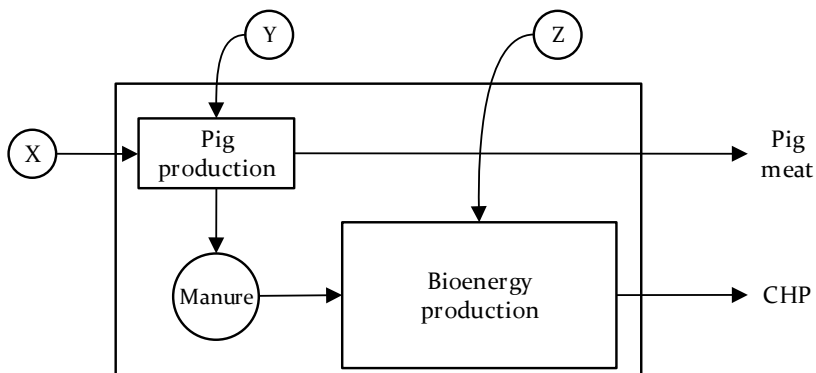 Y
Z
X
Pig
production
Pig
meat
Manure
Bioenergy
production
CHP